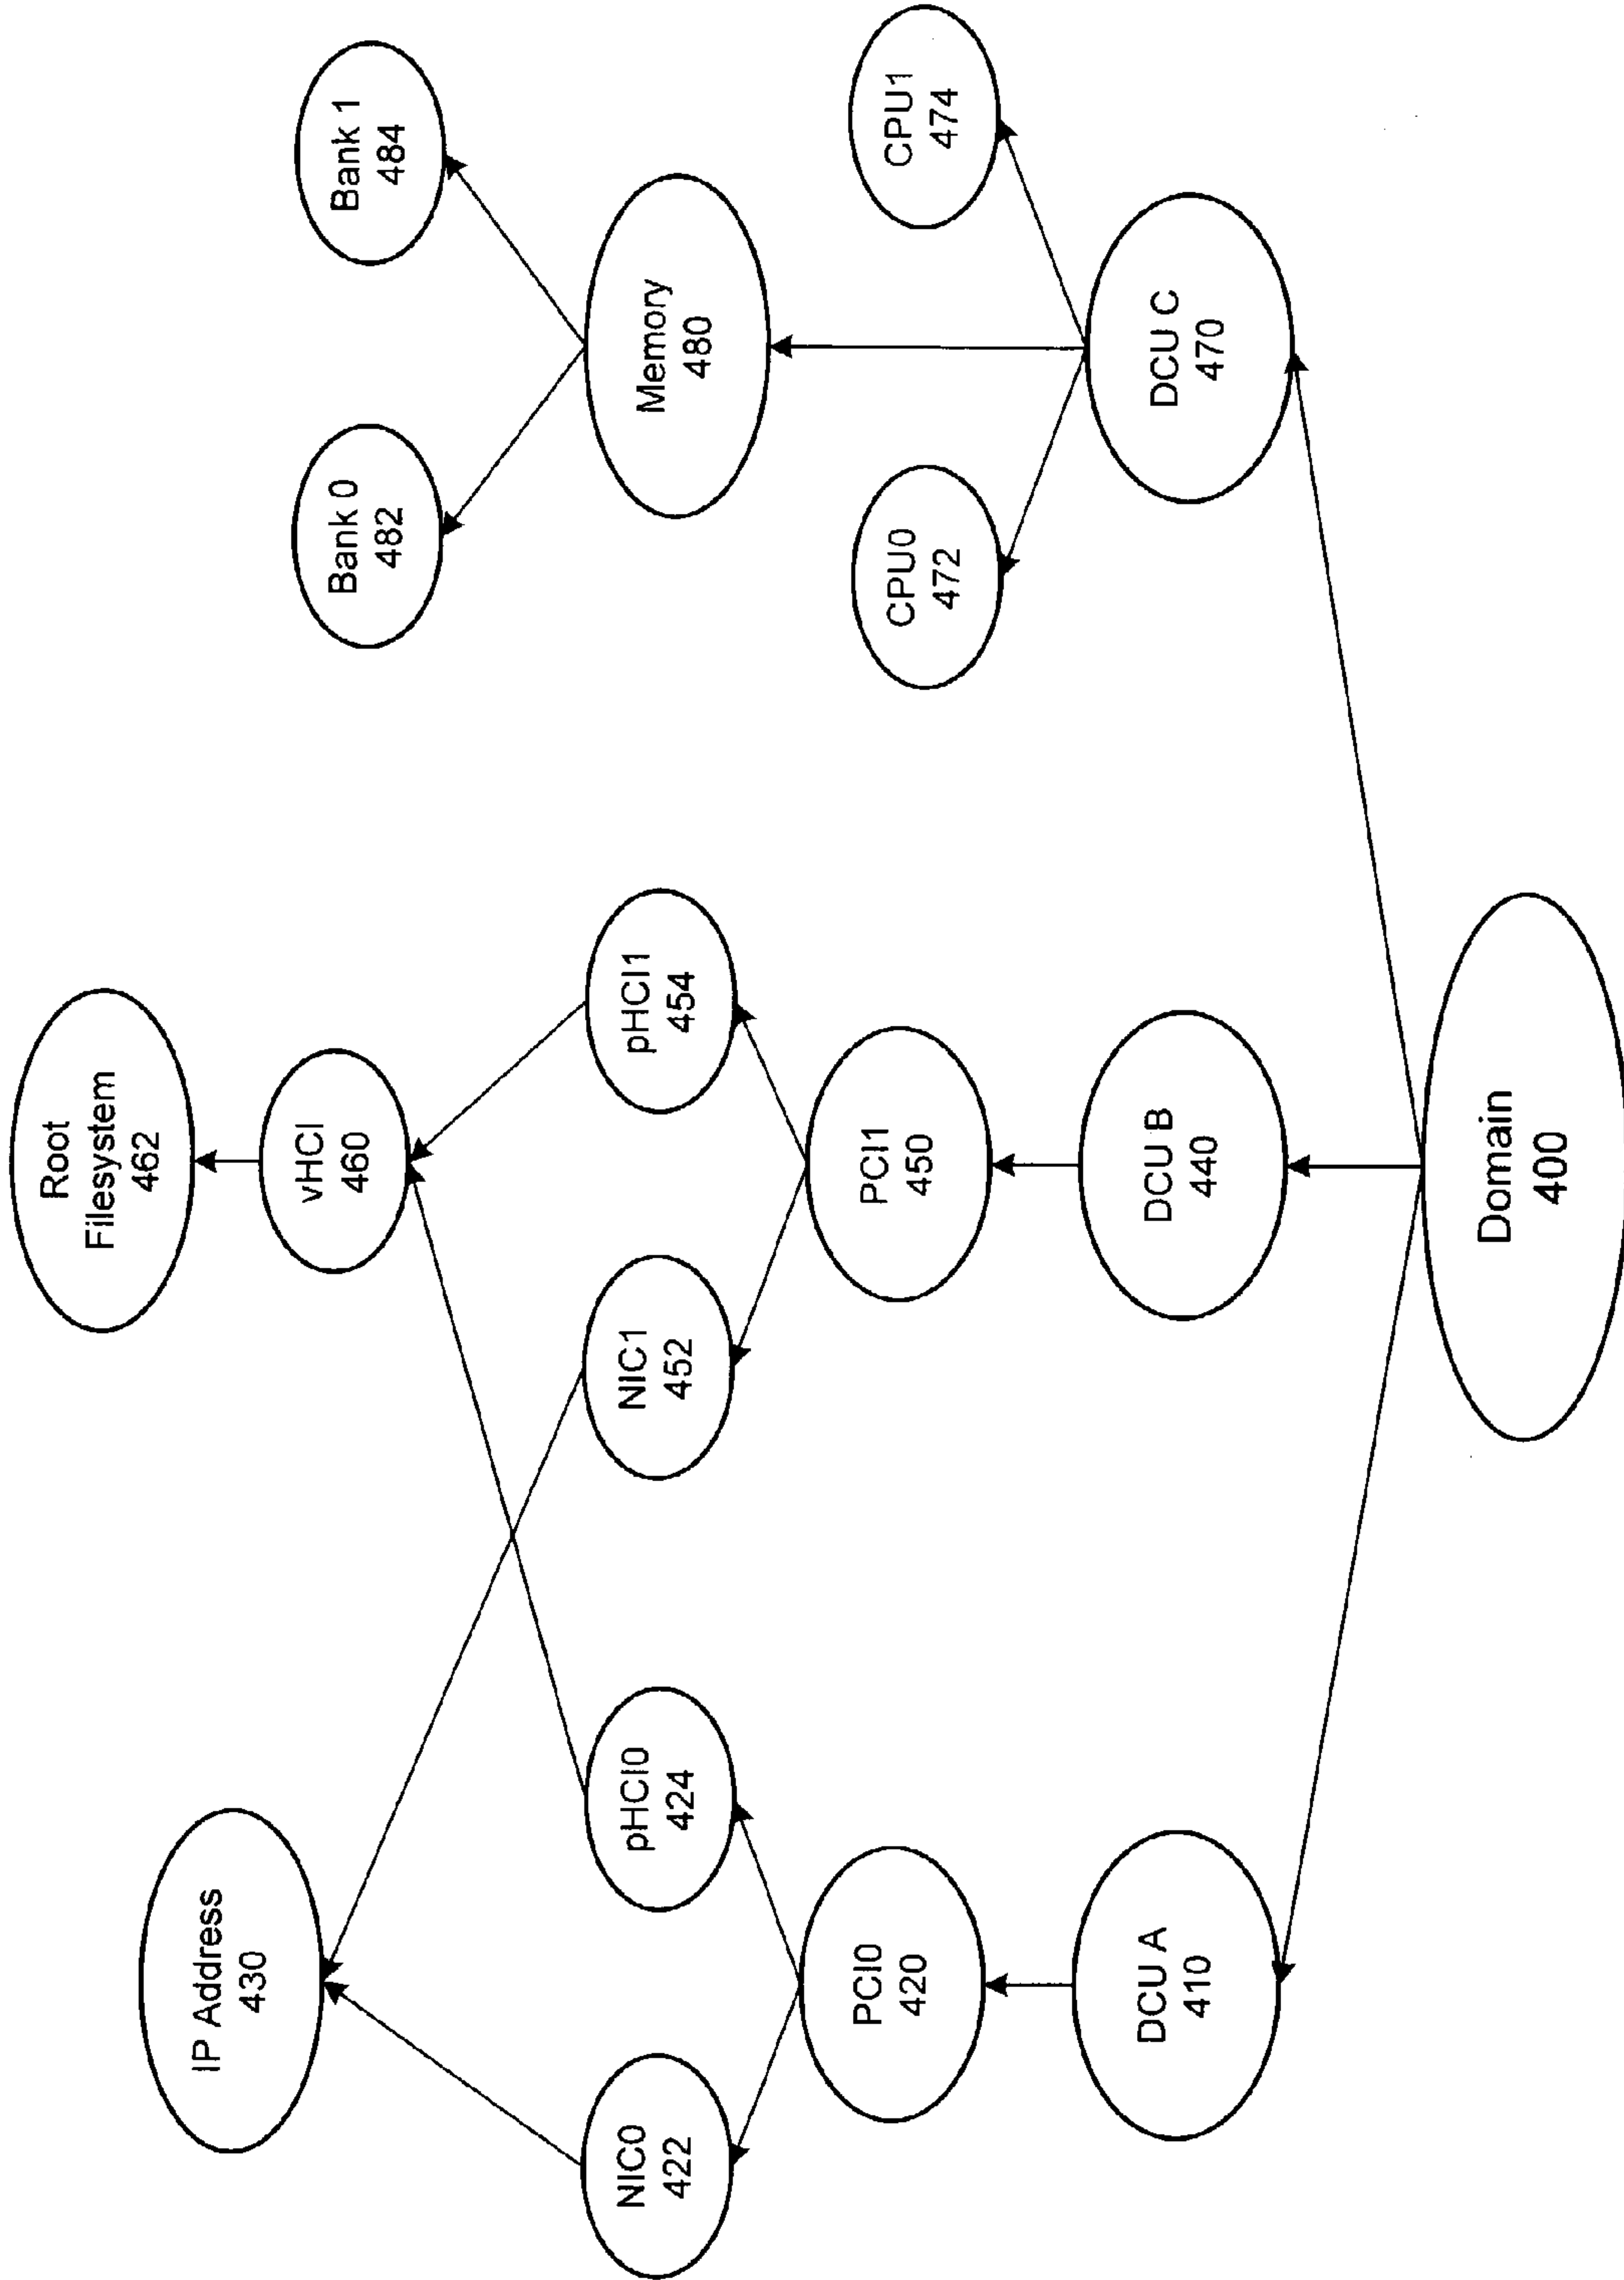 Root
Filesystem
462
IP Address
430
vHCI
460
Bank 0
482
Bank 1
484
NIC0
422
pHCI0
424
NIC1
452
pHCI1
454
Memory
480
PCI0
420
PCI1
450
CPU0
472
CPU1
474
DCU A
410
DCU B
440
DCU C
470
Domain
400